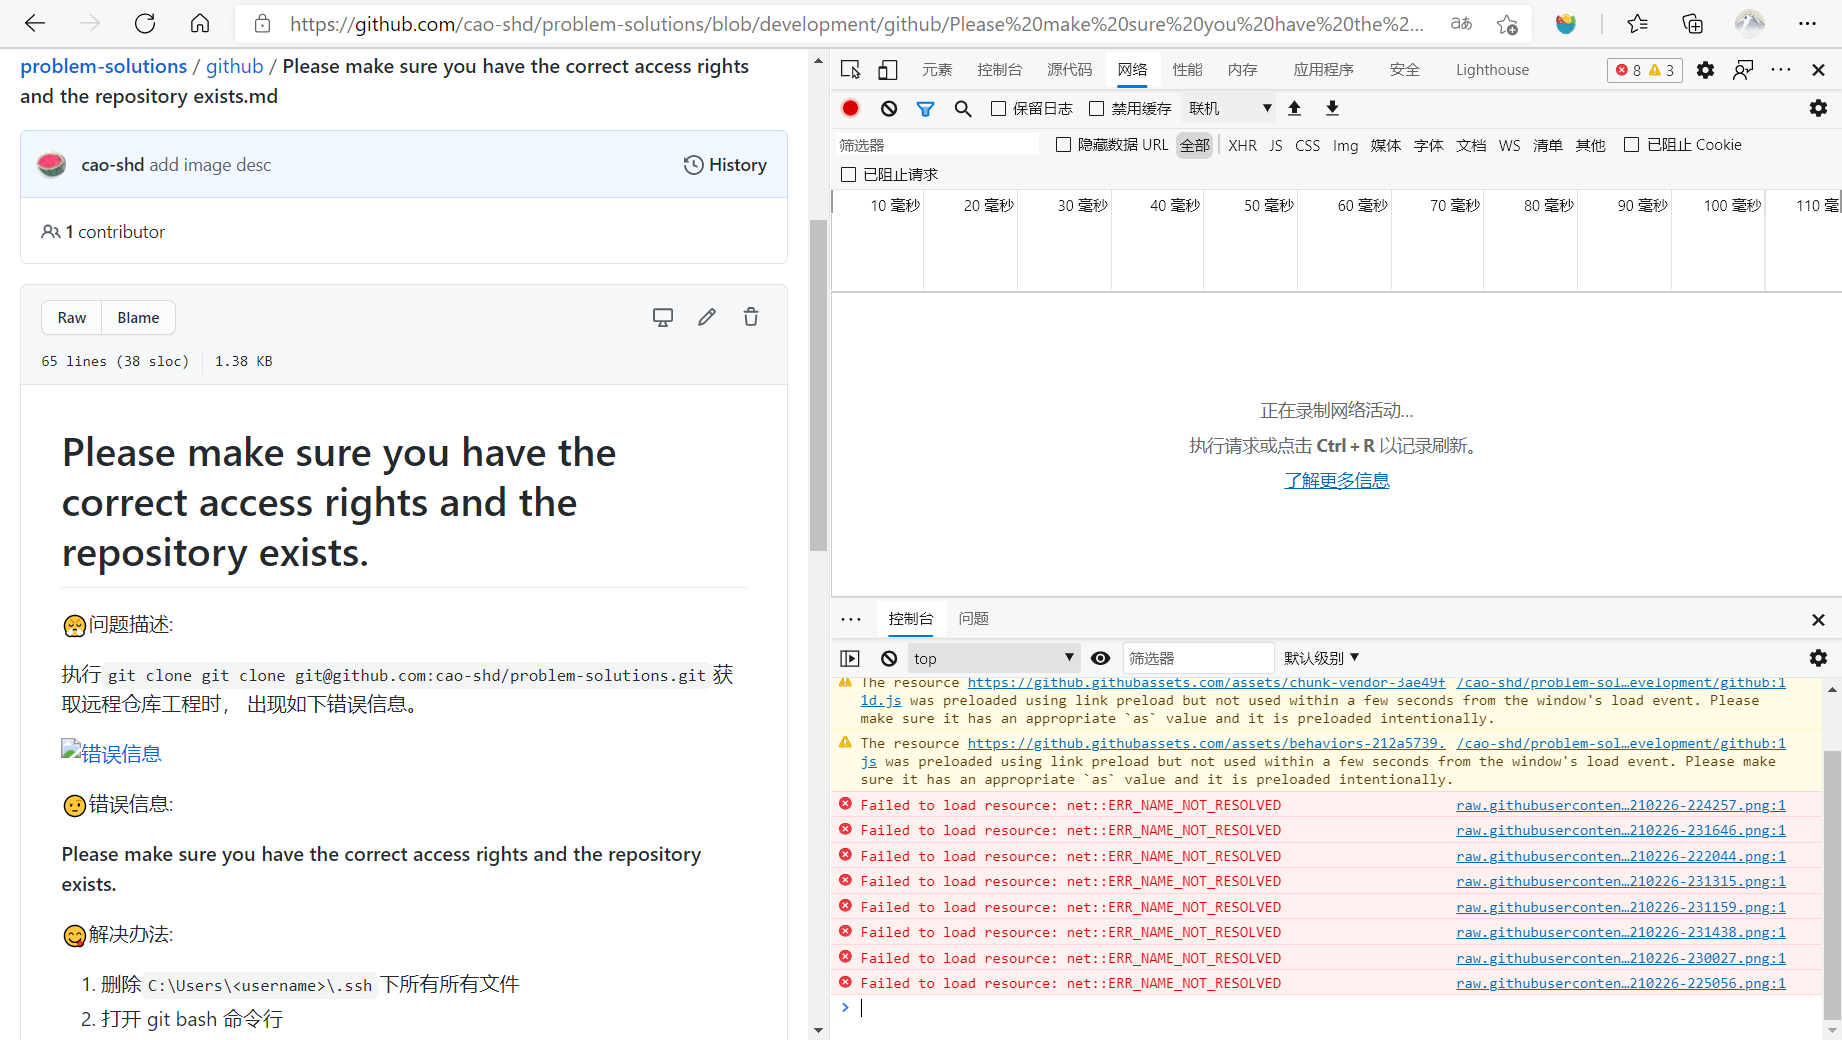 https://github.com/cao-shd/problem-solutions/blob/development/github/Please%20make%20sure%20you%20have%20the%2...
problem-solutions / github / Please make sure you have the correct access rights
and the repository exists.md
cao-shd add image desc
History
1 contributor
Raw
Blame
65 lines (38 sloc)
1.38 KB
Please make sure you have the
correct access rights and the
repository exists.
问题描述:
执行 git clone git clone git@github.com:cao-shd/problem-solutions.git 获
取远程仓库工程时， 出现如下错误信息。
错误信息
错误信息:
Please make sure you have the correct access rights and the repository
exists.
解决办法:
1. 删除 C:\Users\<username>\.ssh 下所有所有文件
2. 打开 git bash 命令行
元素 控制台 源代码 网络 性能 内存 应用程序 安全 Lighthouse 8 3
保留日志 禁用缓存 联机
筛选器 隐藏数据 URL 全部 XHR JS CSS Img 媒体 字体 文档 WS 清单 其他 已阻止 Cookie
已阻止请求
10 毫秒 20 毫秒 30 毫秒 40 毫秒 50 毫秒 60 毫秒 70 毫秒 80 毫秒 90 毫秒 100 毫秒 110 毫
正在录制网络活动...
执行请求或点击 Ctrl + R 以记录刷新。
了解更多信息
控制台 问题
top 筛选器 默认级别
The resource https://github.githubassets.com/assets/chunk-vendor-3ae49f /cao-shd/problem-sol…evelopment/github:1
1d.js was preloaded using link preload but not used within a few seconds from the window's load event. Please
make sure it has an appropriate `as` value and it is preloaded intentionally.
The resource https://github.githubassets.com/assets/behaviors-212a5739. /cao-shd/problem-sol…evelopment/github:1
js was preloaded using link preload but not used within a few seconds from the window's load event. Please make
sure it has an appropriate `as` value and it is preloaded intentionally.
Failed to load resource: net::ERR_NAME_NOT_RESOLVED raw.githubuserconten…210226-224257.png:1
Failed to load resource: net::ERR_NAME_NOT_RESOLVED raw.githubuserconten…210226-231646.png:1
Failed to load resource: net::ERR_NAME_NOT_RESOLVED raw.githubuserconten…210226-222044.png:1
Failed to load resource: net::ERR_NAME_NOT_RESOLVED raw.githubuserconten…210226-231315.png:1
Failed to load resource: net::ERR_NAME_NOT_RESOLVED raw.githubuserconten…210226-231159.png:1
Failed to load resource: net::ERR_NAME_NOT_RESOLVED raw.githubuserconten…210226-231438.png:1
Failed to load resource: net::ERR_NAME_NOT_RESOLVED raw.githubuserconten…210226-230027.png:1
Failed to load resource: net::ERR_NAME_NOT_RESOLVED raw.githubuserconten…210226-225056.png:1